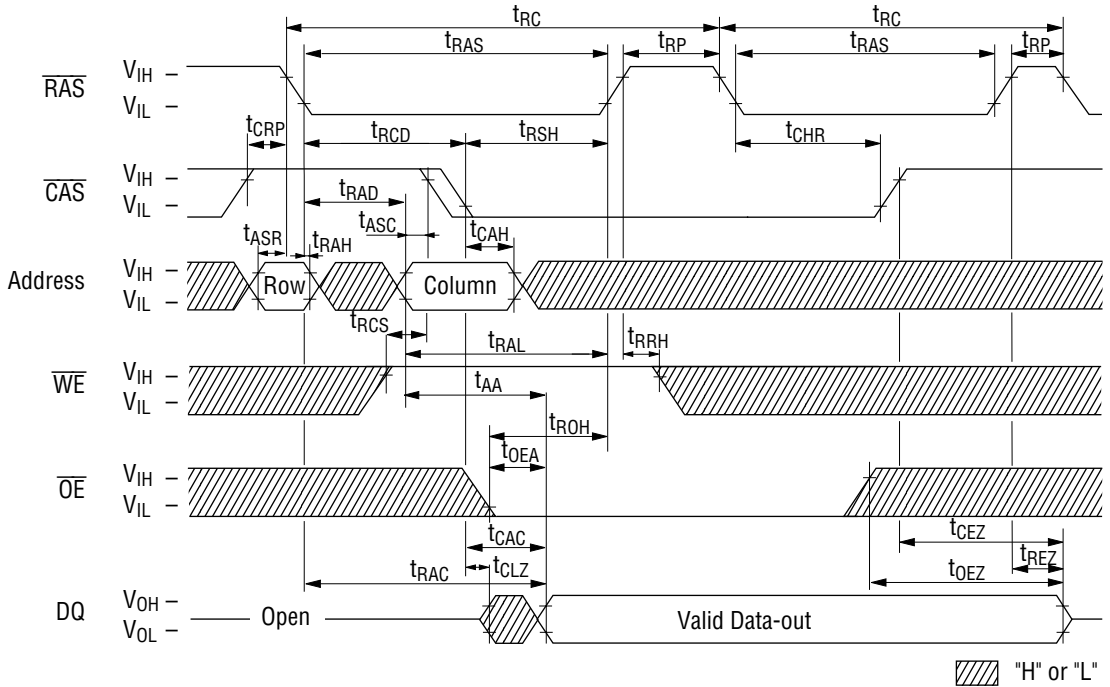 tRC tRC
tRAS tRP tRAS tRP
RAS VIH
VIL
tCRP tRCD tRSH tCHR
CAS VIH
VIL
tRAD
tASC tCAH
tASR tRAH
Address VIH
VIL
Row Column
tRCS tRAL tRRH
WE VIH
VIL
tAA
tROH
tOEA
OE VIH
VIL
tCAC tCEZ
tRAC tCLZ tREZ
tOEZ
DQ VOH
VOL
Open Valid Data-out
"H" or "L"